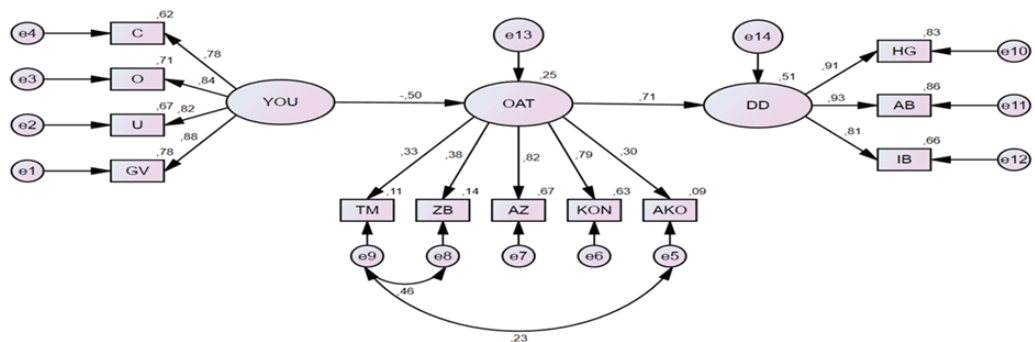 ,62
e4 C
,78
,71
e3 O
,84
,67
e2 U
,82
,78
e1 GV
,88
YOU
-,50
e13
,25
OAT
,71
e14
,51
DD
,83
HG e10
,91
,86
AB e11
,93
,66
IB e12
,81
,33 ,38 ,82 ,79 ,30
,11 ,14 ,67 ,63 ,09
TM ZB AZ KON AKO
e9 e8 e7 e6 e5
,46
,23